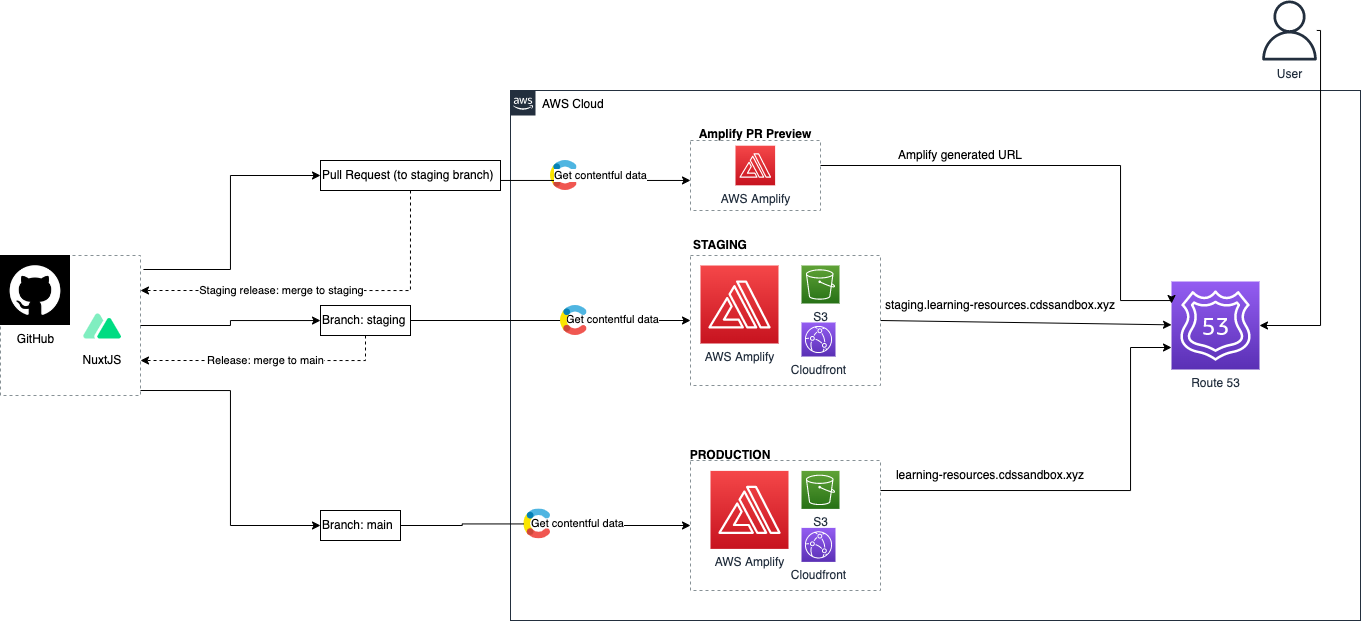 User
aws
AWS Cloud
Amplify PR Preview
AWS Amplify
Amplify generated URL
Pull Request (to staging branch)
Get contentful data
Staging release: merge to staging
GitHub
NuxtJS
Branch: staging
Get contentful data
Release: merge to main
STAGING
AWS Amplify
S3
Cloudfront
staging.learning-resources.cdssandbox.xyz
53
Route 53
PRODUCTION
AWS Amplify
S3
Cloudfront
learning-resources.cdssandbox.xyz
Branch: main
Get contentful data